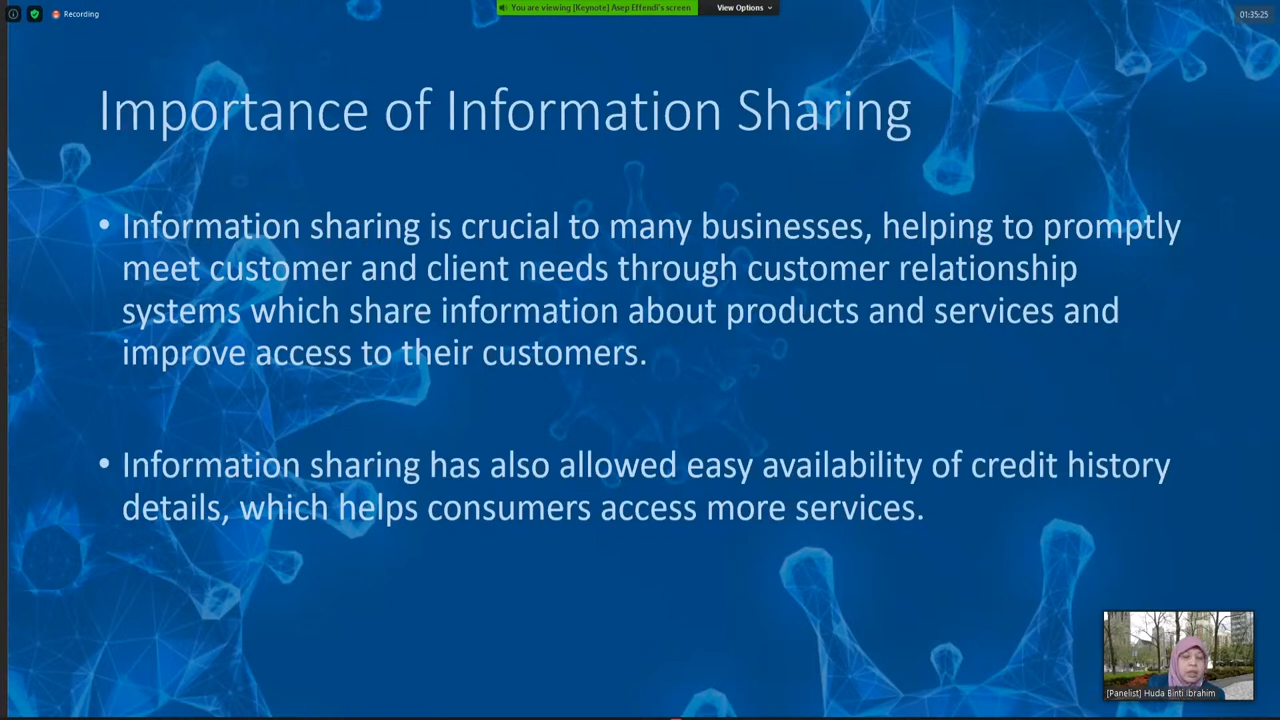 Recording
You are viewing [Keynote] Asep Effendi's screen
View Options
01:35:25
Importance of Information Sharing
• Information sharing is crucial to many businesses, helping to promptly
meet customer and client needs through customer relationship
systems which share information about products and services and
improve access to their customers.
• Information sharing has also allowed easy availability of credit history
details, which helps consumers access more services.
[Panelist] Huda Binti Ibrahim